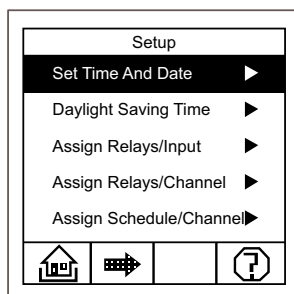 Setup
Set Time And Date
Daylight Saving Time
Assign Relays/Input
Assign Relays/Channel
Assign Schedule/Channel
?